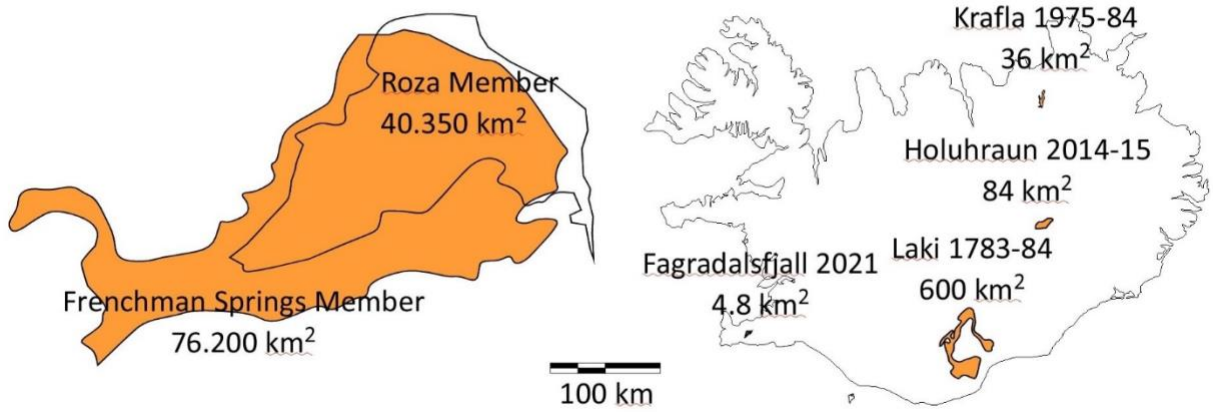 Roza Member
40.350 km²
Frenchman Springs Member
76.200 km²
100 km
Krafla 1975-84
36 km²
Holuhraun 2014-15
84 km²
Fagradalsfjall 2021
4.8 km²
Laki 1783-84
600 km²